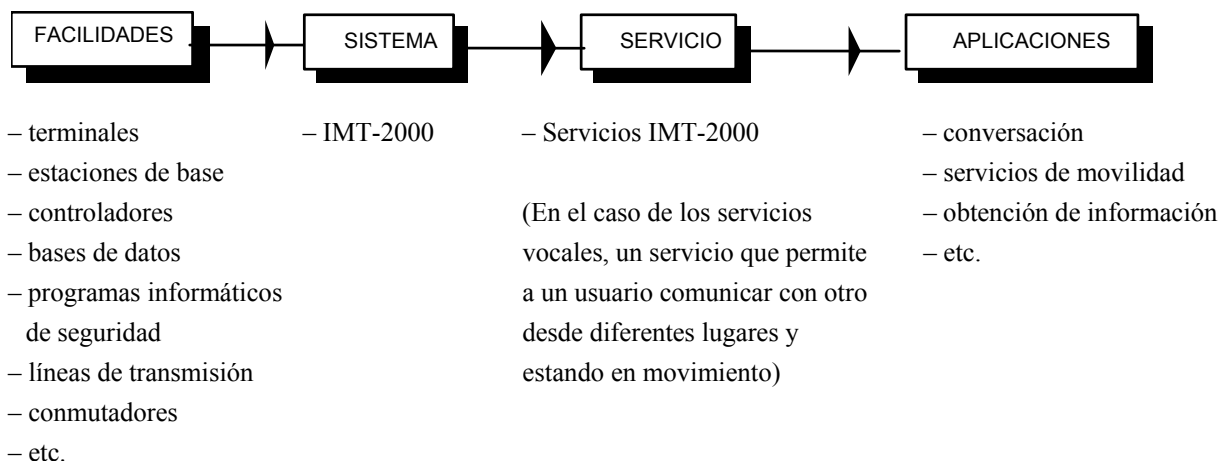 FACILIDADES
SISTEMA
SERVICIO
APLICACIONES
– terminales
– estaciones de base
– controladores
– bases de datos
– programas informáticos
de seguridad
– líneas de transmisión
– conmutadores
– etc.
– IMT-2000
– Servicios IMT-2000
(En el caso de los servicios
vocales, un servicio que permite
a un usuario comunicar con otro
desde diferentes lugares y
estando en movimiento)
– conversación
– servicios de movilidad
– obtención de información
– etc.